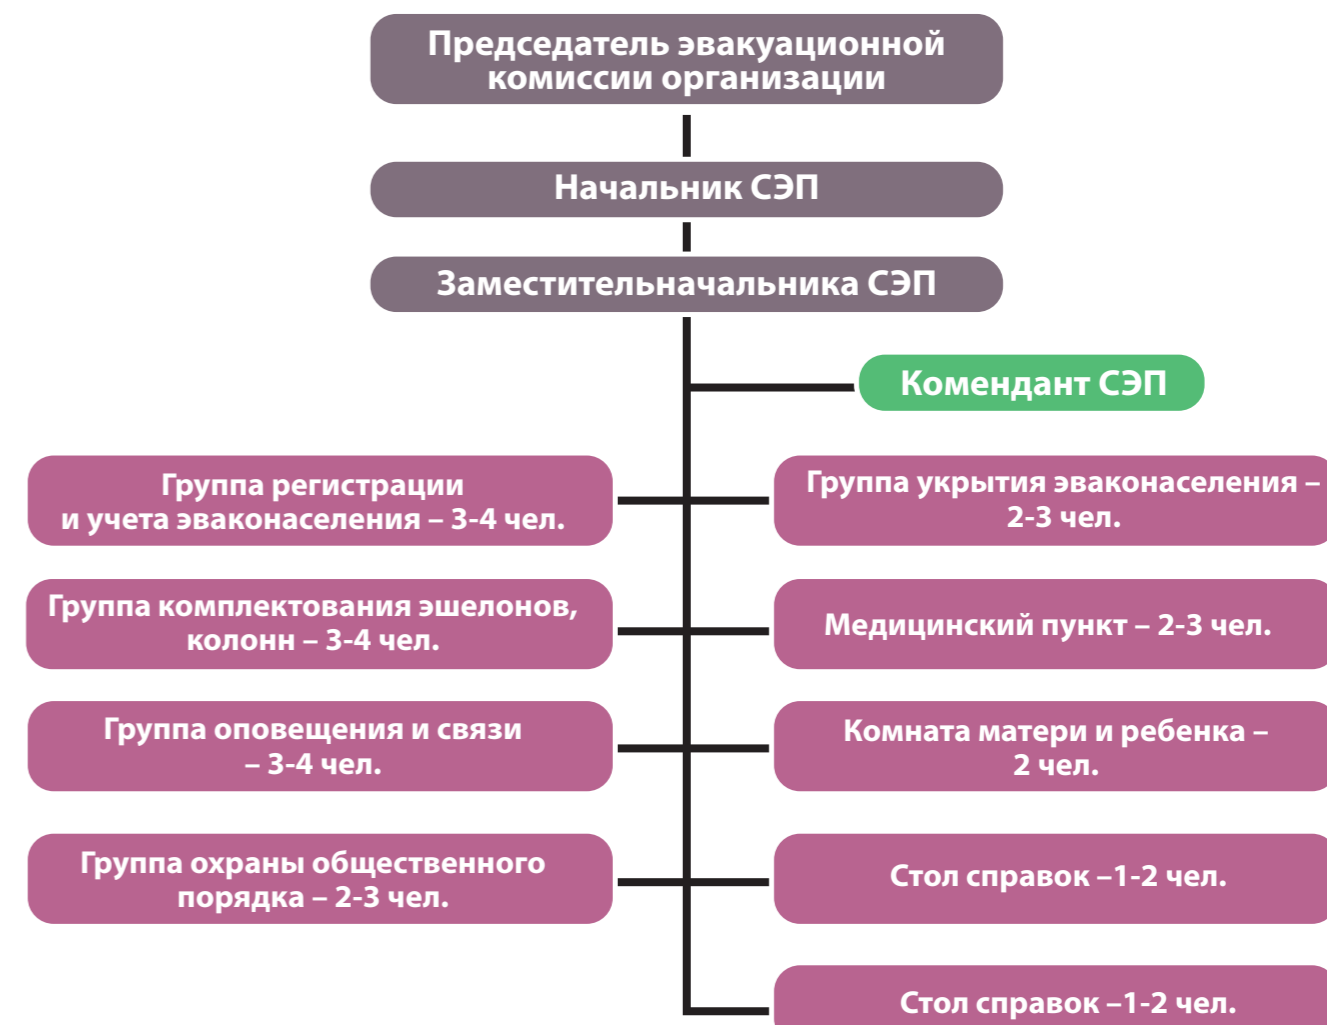 Председатель эвакуационной
комиссии организации
Начальник СЭП
Заместительначальника СЭП
Комендант СЭП
Группа регистрации
и учета эваконаселения – 3-4 чел.
Группа укрытия эваконаселения –
2-3 чел.
Группа комплектования эшелонов,
колонн – 3-4 чел.
Медицинский пункт – 2-3 чел.
Группа оповещения и связи
– 3-4 чел.
Комната матери и ребенка –
2 чел.
Группа охраны общественного
порядка – 2-3 чел.
Стол справок –1-2 чел.
Стол справок –1-2 чел.